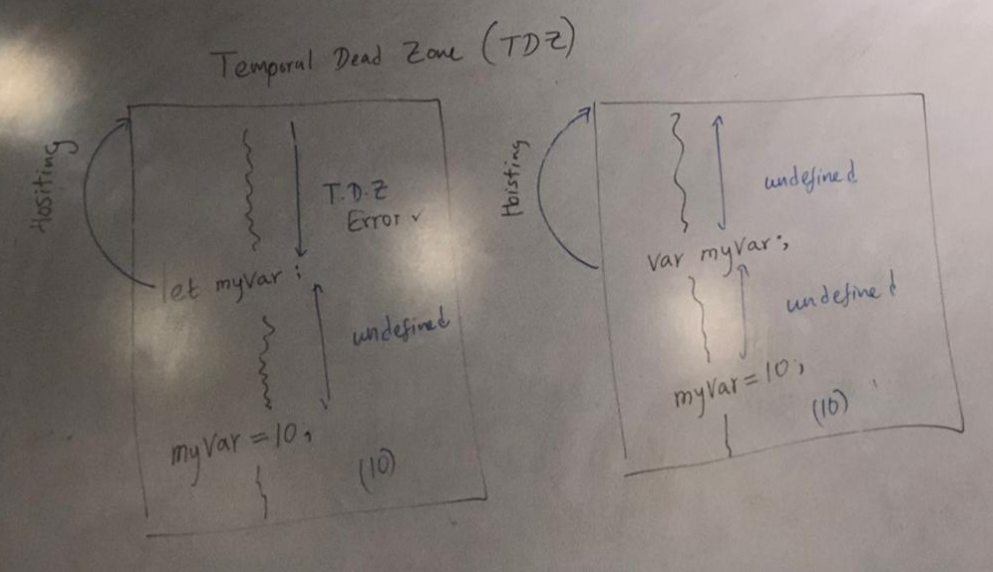 Temporal Dead Zone (TDZ)
Hositing
T.D.Z
Error ✓
let myvar ;
undefined
myvar = 10;
(10)
Hoisting
undefined
var myvar;
undefined
myvar = 10;
(10)